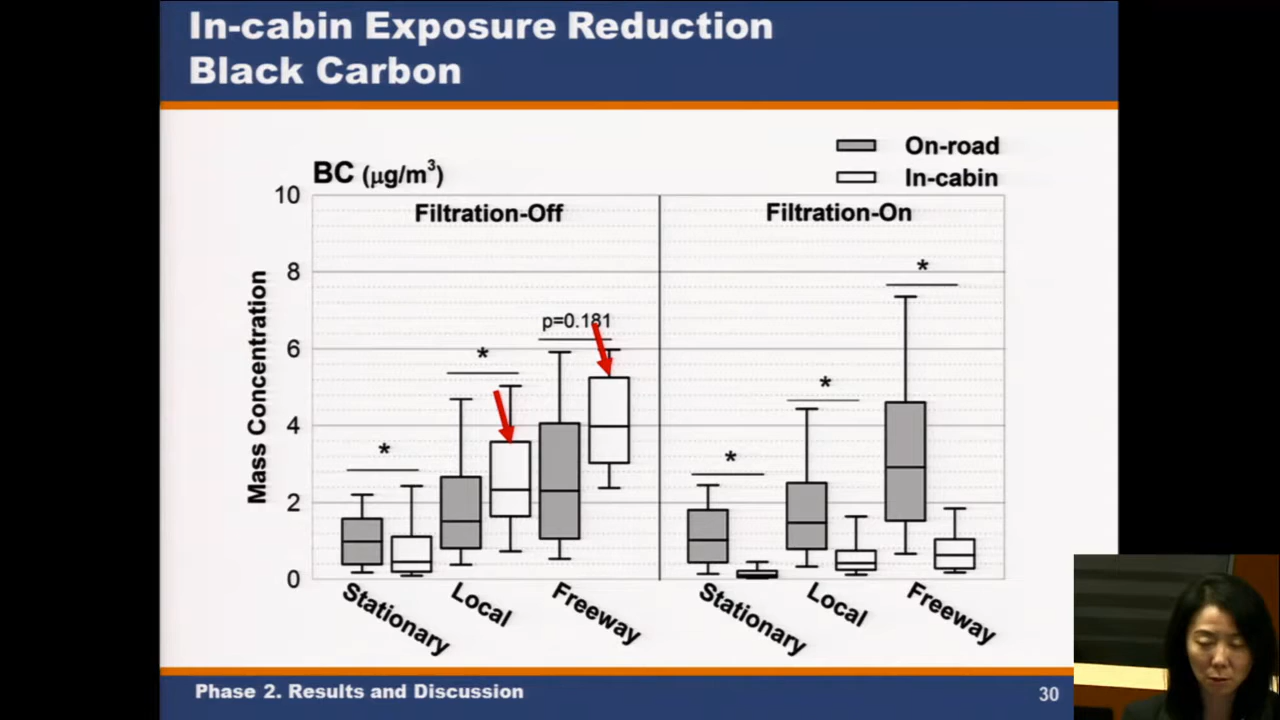 In-cabin Exposure Reduction
Black Carbon
On-road
In-cabin
BC (μg/m³)
Filtration-Off
Filtration-On
Mass Concentration
10
8
6
4
2
0
*
*
p=0.181
*
*
*
Stationary
Local
Freeway
Stationary
Local
Freeway
Phase 2. Results and Discussion
30